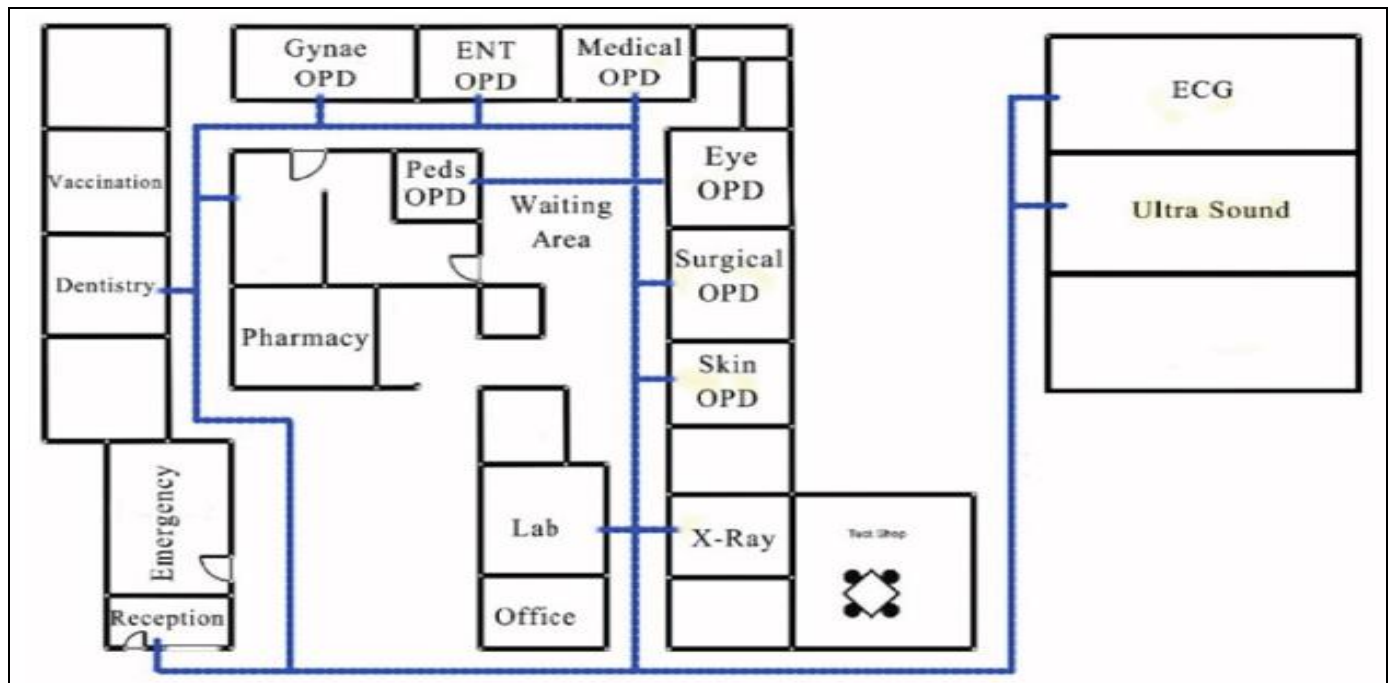 Gynae
OPD
ENT
OPD
Medical
OPD
ECG
Vaccination
Peds
OPD
Eye
OPD
Waiting
Area
Ultra Sound
Dentistry
Surgical
OPD
Pharmacy
Skin
OPD
Emergency
Lab
X-Ray
Shop
Reception
Office